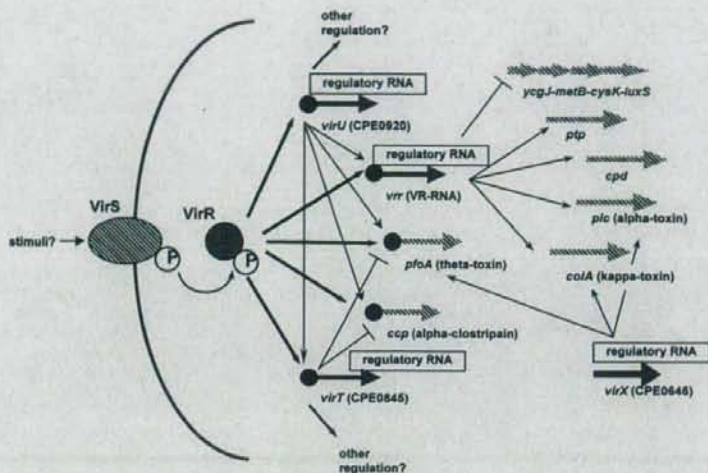 other
regulation?
regulatory RNA
virU (CPE0920)
ycgJ-metB-cysK-luxS
ptp
regulatory RNA
vrr (VR-RNA)
cpd
VirS
VirR
plc (alpha-toxin)
stimuli?
P
P
pfoA (theta-toxin)
colA (kappa-toxin)
ccp (alpha-clostripain)
regulatory RNA
virT (CPE0845)
regulatory RNA
virX (CPE0646)
other
regulation?